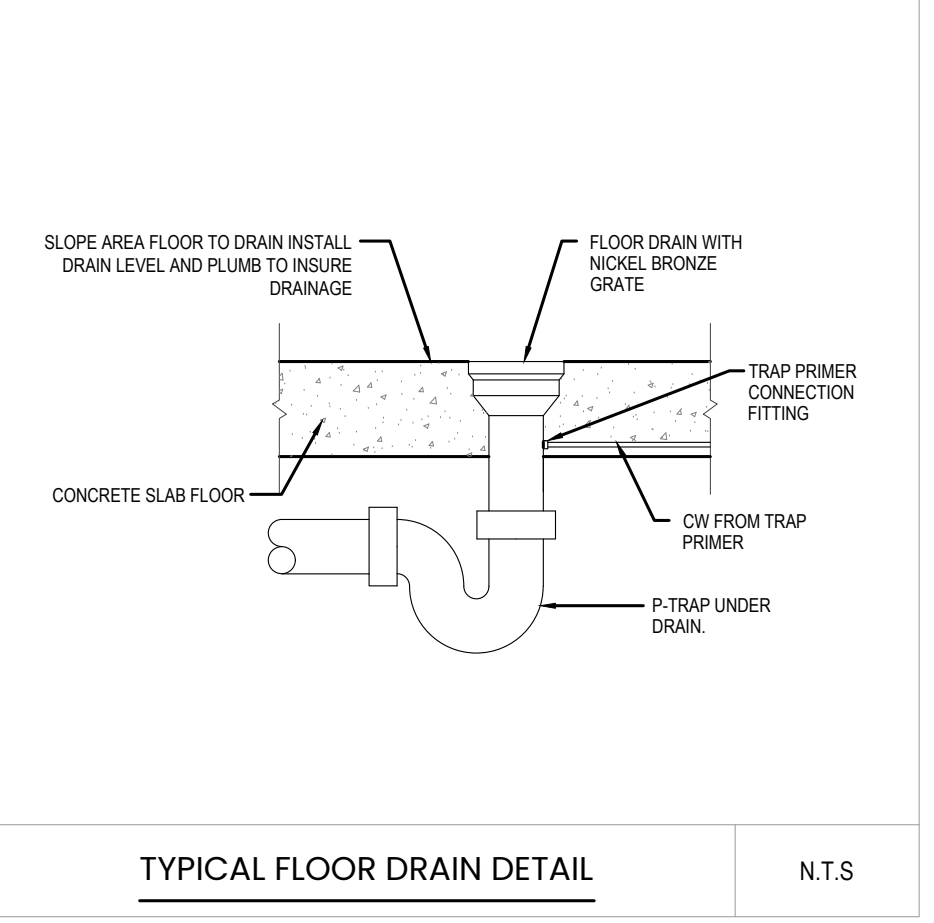 SLOPE AREA FLOOR TO DRAIN INSTALL
DRAIN LEVEL AND PLUMB TO INSURE
DRAINAGE
FLOOR DRAIN WITH
NICKEL BRONZE
GRATE
TRAP PRIMER
CONNECTION
FITTING
CONCRETE SLAB FLOOR
CW FROM TRAP
PRIMER
P-TRAP UNDER
DRAIN.
TYPICAL FLOOR DRAIN DETAIL
N.T.S